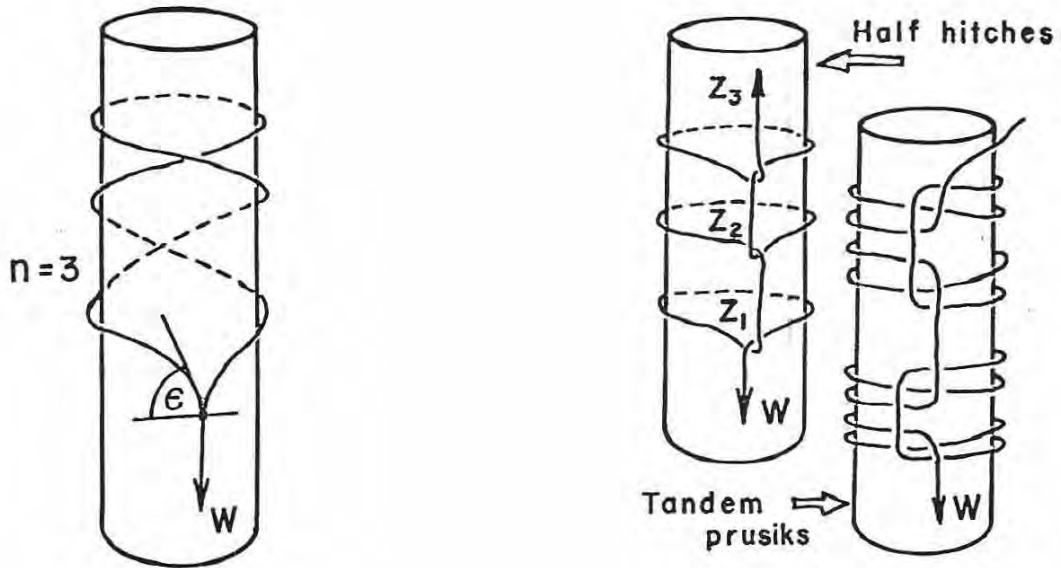 n=3
ϵ
W
Half hitches
Z3
Z2
Z1
W
Tandem
prusiks
W